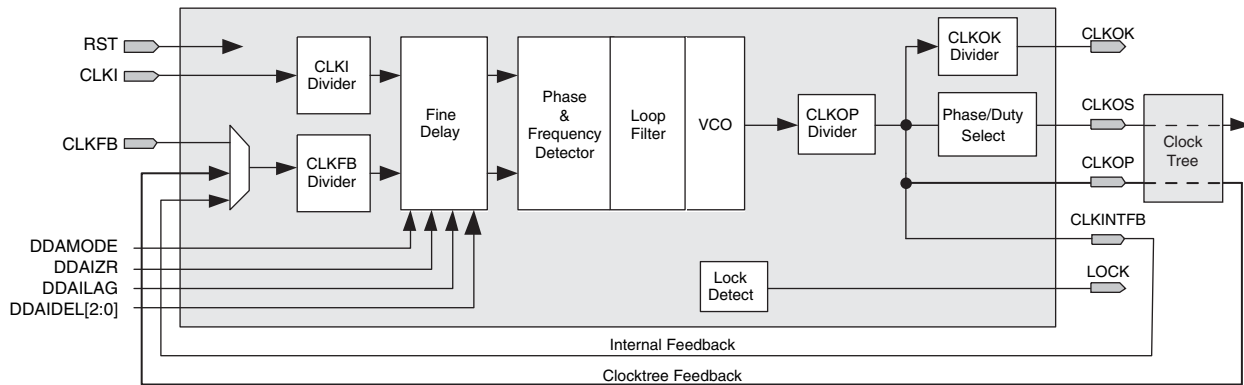 RST
CLKI
CLKFB
DDAMODE
DDAIZR
DDAILAG
DDAIDEL[2:0]
CLKI
Divider
CLKFB
Divider
Fine
Delay
Phase
&
Frequency
Detector
Loop
Filter
VCO
CLKOP
Divider
CLKOK
Divider
Phase/Duty
Select
Lock
Detect
CLKOK
CLKOS
CLKOP
CLKINTFB
LOCK
Clock
Tree
Internal Feedback
Clocktree Feedback